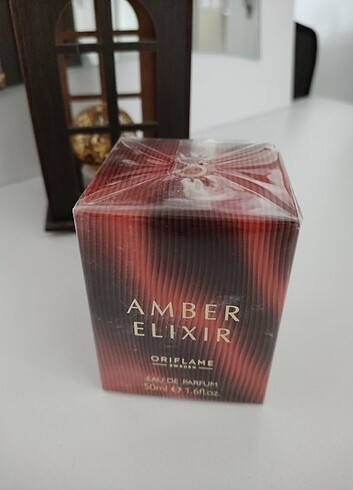 AMBER
ELIXIR
ORIFLAME
SWEDEN
EAU DE PARFUM
50ml ℮ 1.6fl.oz.